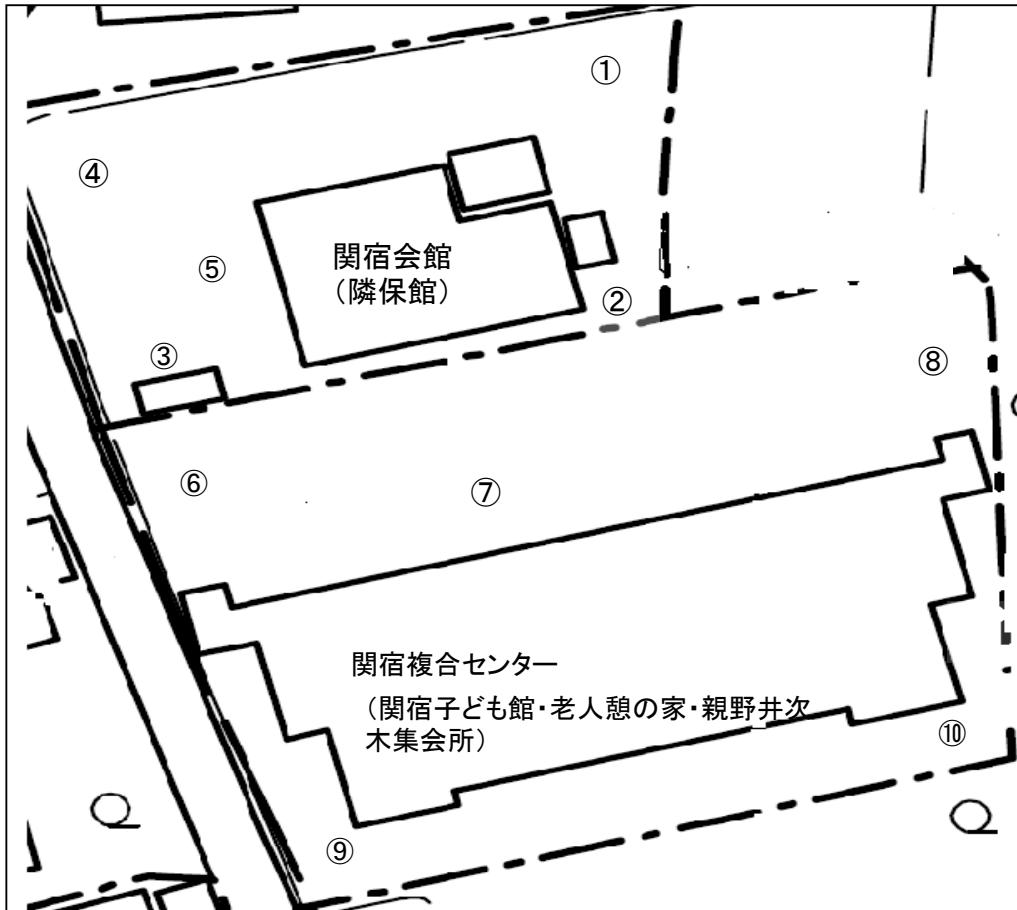 ①
④
関宿会館
(隣保館)
⑤
②
③
⑧
⑥
⑦
関宿複合センター
(関宿子ども館・老人憩の家・親野井次
木集会所)
⑩
⑨